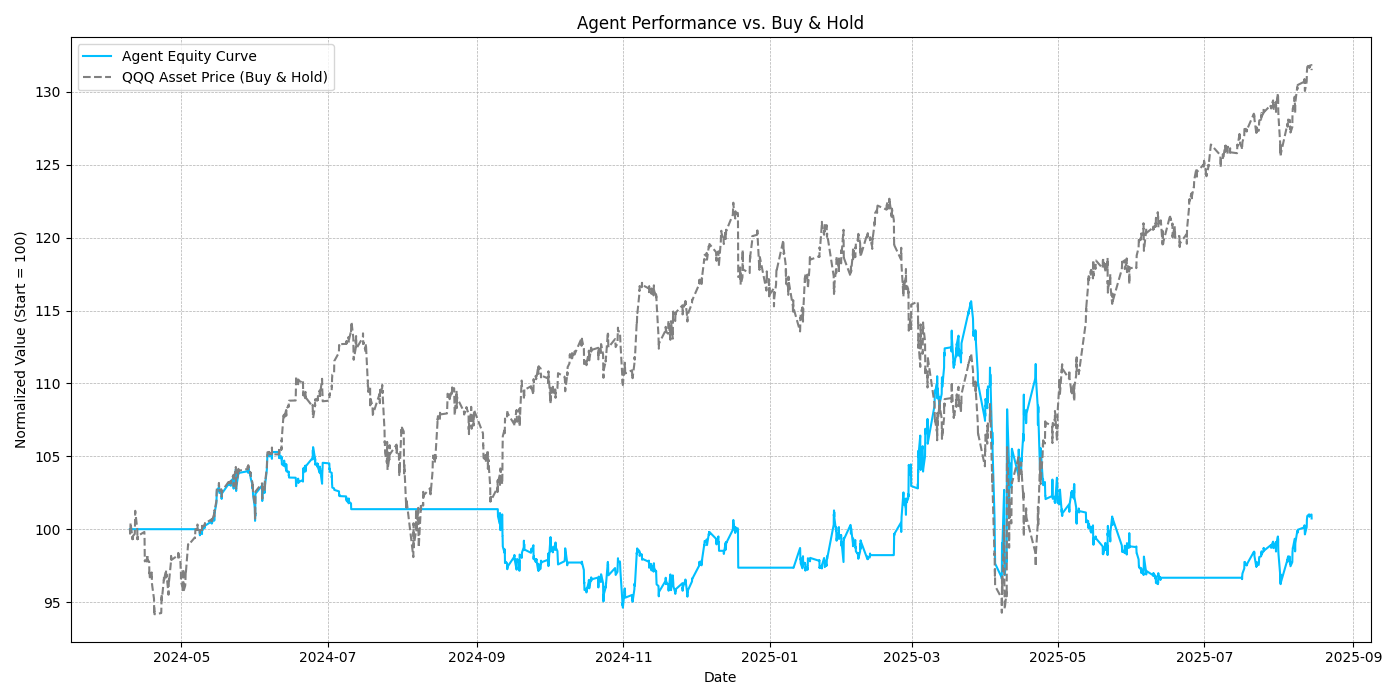 Agent Performance vs. Buy & Hold
Agent Equity Curve
QQQ Asset Price (Buy & Hold)
Normalized Value (Start = 100)
130
125
120
115
110
105
100
95
2024-05 2024-07 2024-09 2024-11 2025-01 2025-03 2025-05 2025-07 2025-09
Date